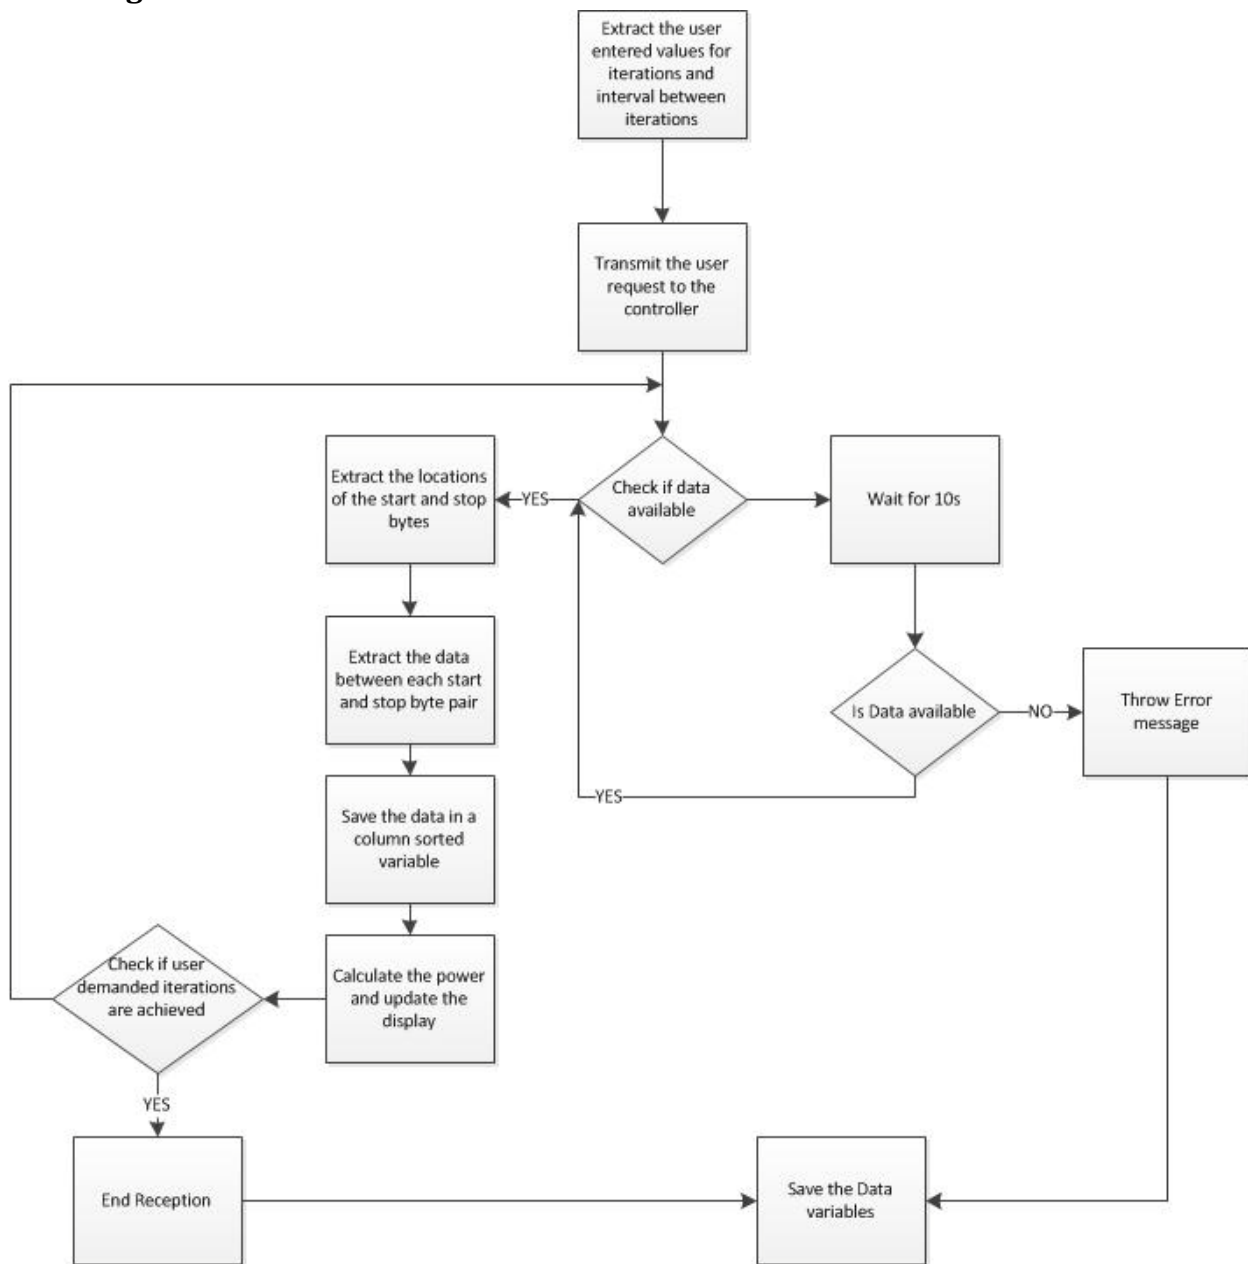 Extract the user
entered values for
iterations and
interval between
iterations
Transmit the user
request to the
controller
Extract the locations
of the start and stop
bytes
YES
Check if data
available
Wait for 10s
Extract the data
between each start
and stop byte pair
Is Data available
NO
Throw Error
message
YES
Save the data in a
column sorted
variable
Check if user
demanded iterations
are achieved
Calculate the power
and update the
display
YES
End Reception
Save the Data
variables